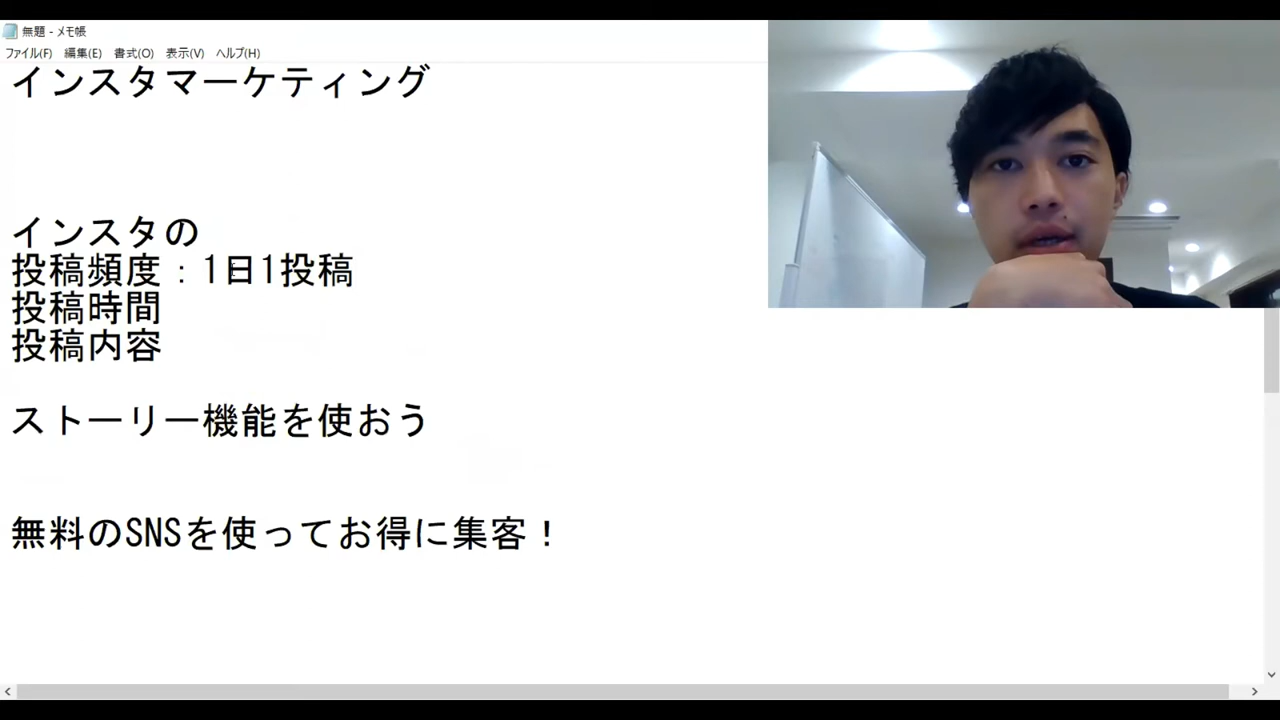 無題 - メモ帳
ファイル(F) 編集(E) 書式(O) 表示(V) ヘルプ(H)
インスタマーケティング
インスタの
投稿頻度：1日1投稿
投稿時間
投稿内容
ストーリー機能を使おう
無料のSNSを使ってお得に集客！